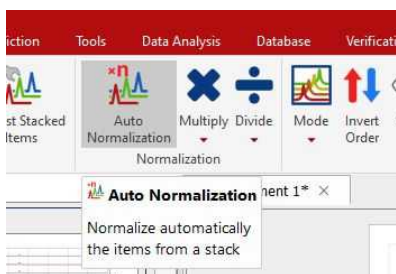 iction Tools Data Analysis Database Verificati
×n
st Stacked Items
Auto Normalization
Multiply
Divide
Mode
Invert Order
Normalization
ment 1* ×
×n Auto Normalization
Normalize automatically
the items from a stack